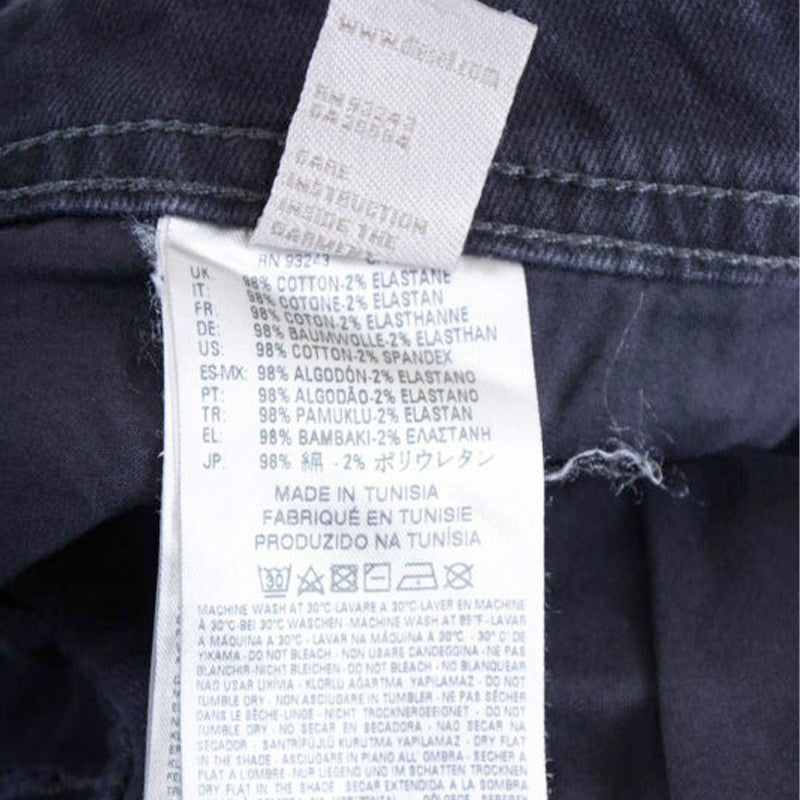 www.diesel.com
RN 93243
CARE
INSTRUCTION
INSIDE THE
GARMENT
RN 93243
UK: 98% COTTON-2% ELASTANE
IT: 98% COTONE-2% ELASTAN
FR: 98% COTON-2% ELASTHANNE
DE: 98% BAUMWOLLE-2% ELASTHAN
US: 98% COTTON-2% SPANDEX
ES-MX: 98% ALGODÓN-2% ELASTANO
PT: 98% ALGODÃO-2% ELASTANO
TR: 98% PAMUKLU-2% ELASTAN
EL: 98% ΒΑΜΒΑΚΙ-2% ΕΛΑΣΤΑΝΗ
JP: 98% 綿 - 2% ポリウレタン
MADE IN TUNISIA
FABRIQUÉ EN TUNISIE
PRODUZIDO NA TUNÍSIA
30
MACHINE WASH AT 30°C-LAVARE A 30°C-LAVER EN MACHINE
À 30°C-BEI 30°C WASCHEN-MACHINE WASH AT 85°F-LAVAR
A MÁQUINA A 30°C - LAVAR NA MÁQUINA A 30°C - 30° C' DE
YIKAMA - DO NOT BLEACH - NON USARE CANDEGGINA - NE PAS
BLANCHIR-NICHT BLEICHEN - DO NOT BLEACH - NO BLANQUEAR
NÃO USAR LIXÍVIA - KLORLU AĞARTMA YAPILAMAZ - DO NOT
TUMBLE DRY - NON ASCIUGARE IN TUMBLER - NE PAS SÉCHER
DANS LE SÈCHE-LINGE - NICHT TROCKNERGEEIGNET - DO NOT
TUMBLE DRY - NO SECAR EN SECADORA - NÃO SECAR NA
SECADOR - SANTRİFÜJLÜ KURUTMA YAPILAMAZ - DRY FLAT
IN THE SHADE - ASCIUGARE IN PIANO ALL' OMBRA - SÉCHER A
PLAT A L'OMBRE - NUR LIEGEND UND IM SCHATTEN TROCKNEN
DRY FLAT IN THE SHADE - SECAR EXTENDIDA A LA SOMBRA